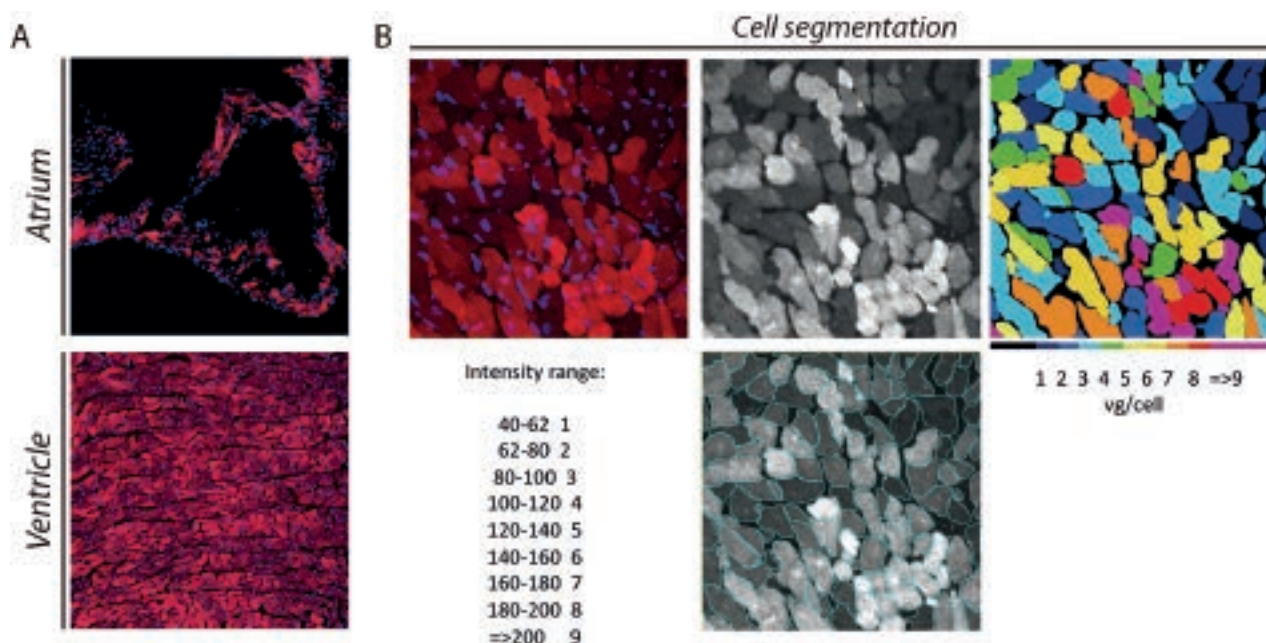 A
B
Cell segmentation
Atrium
Ventricle
Intensity range:
40-62 1
62-80 2
80-100 3
100-120 4
120-140 5
140-160 6
160-180 7
180-200 8
=>200 9
1 2 3 4 5 6 7 8 =>9
vg/cell